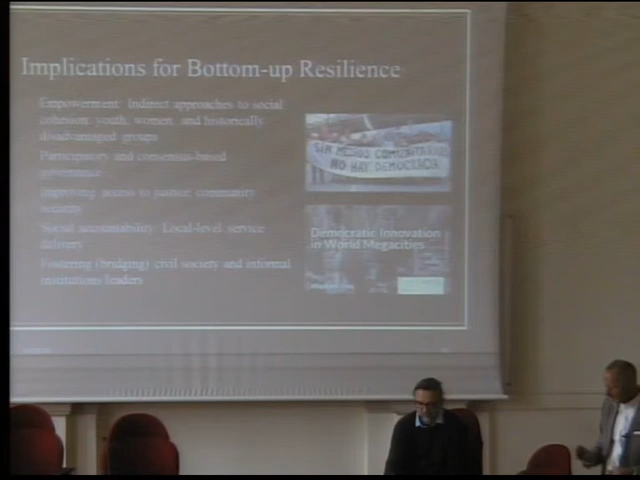 Implications for Bottom-up Resilience
Empowerment: Indirect approaches to social
cohesion: youth, women, and historically
disadvantaged groups
Participatory and consensus-based
governance
Improving access to justice: community
security
Social accountability: Local-level service
delivery
Fostering (bridging) civil society and informal
institutions leaders
SIN MEDIOS COMUNITARIOS
NO HAY DEMOCRACIA
Democratic Innovation
in World Megacities